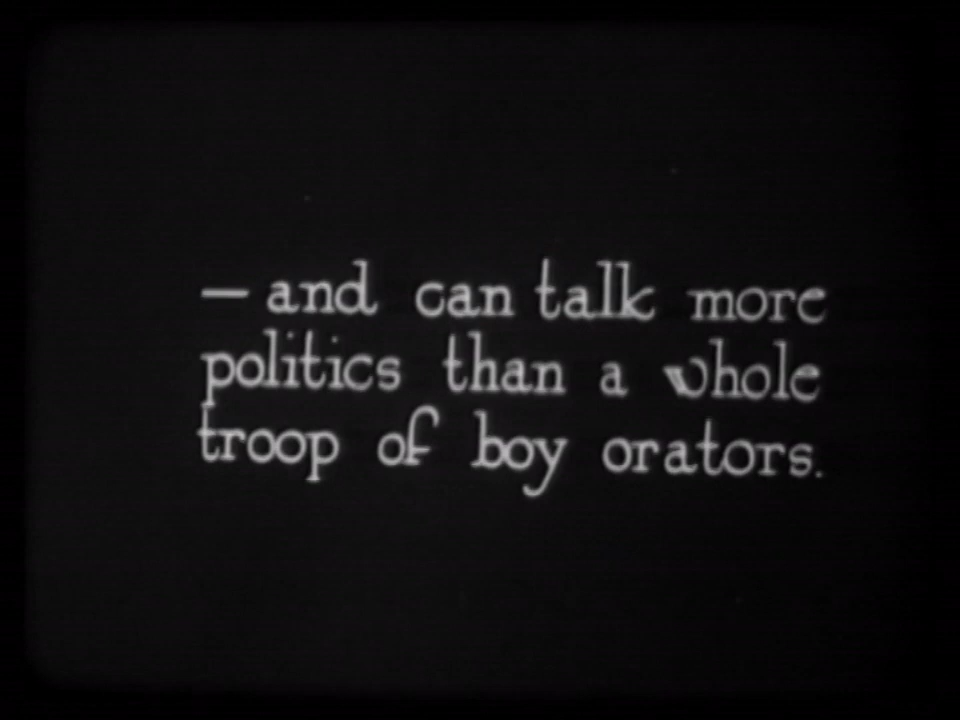 — and can talk more
politics than a whole
troop of boy orators.